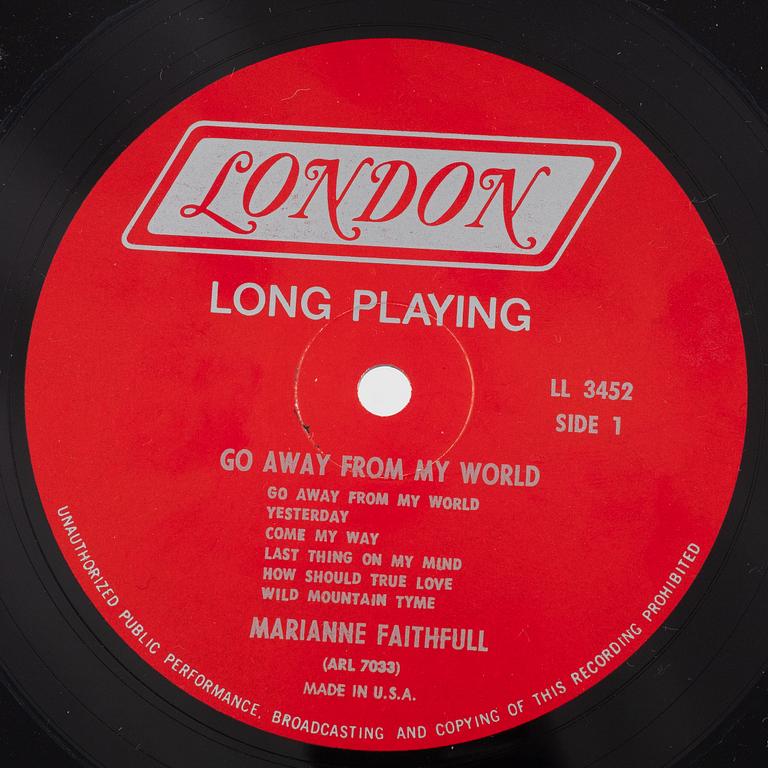 LONDON
LONG PLAYING
LL 3452
SIDE 1
GO AWAY FROM MY WORLD
GO AWAY FROM MY WORLD
YESTERDAY
COME MY WAY
LAST THING ON MY MIND
HOW SHOULD TRUE LOVE
WILD MOUNTAIN TYME
MARIANNE FAITHFULL
(ARL 7033)
MADE IN U.S.A.
UNAUTHORIZED PUBLIC PERFORMANCE, BROADCASTING AND COPYING OF THIS RECORDING PROHIBITED